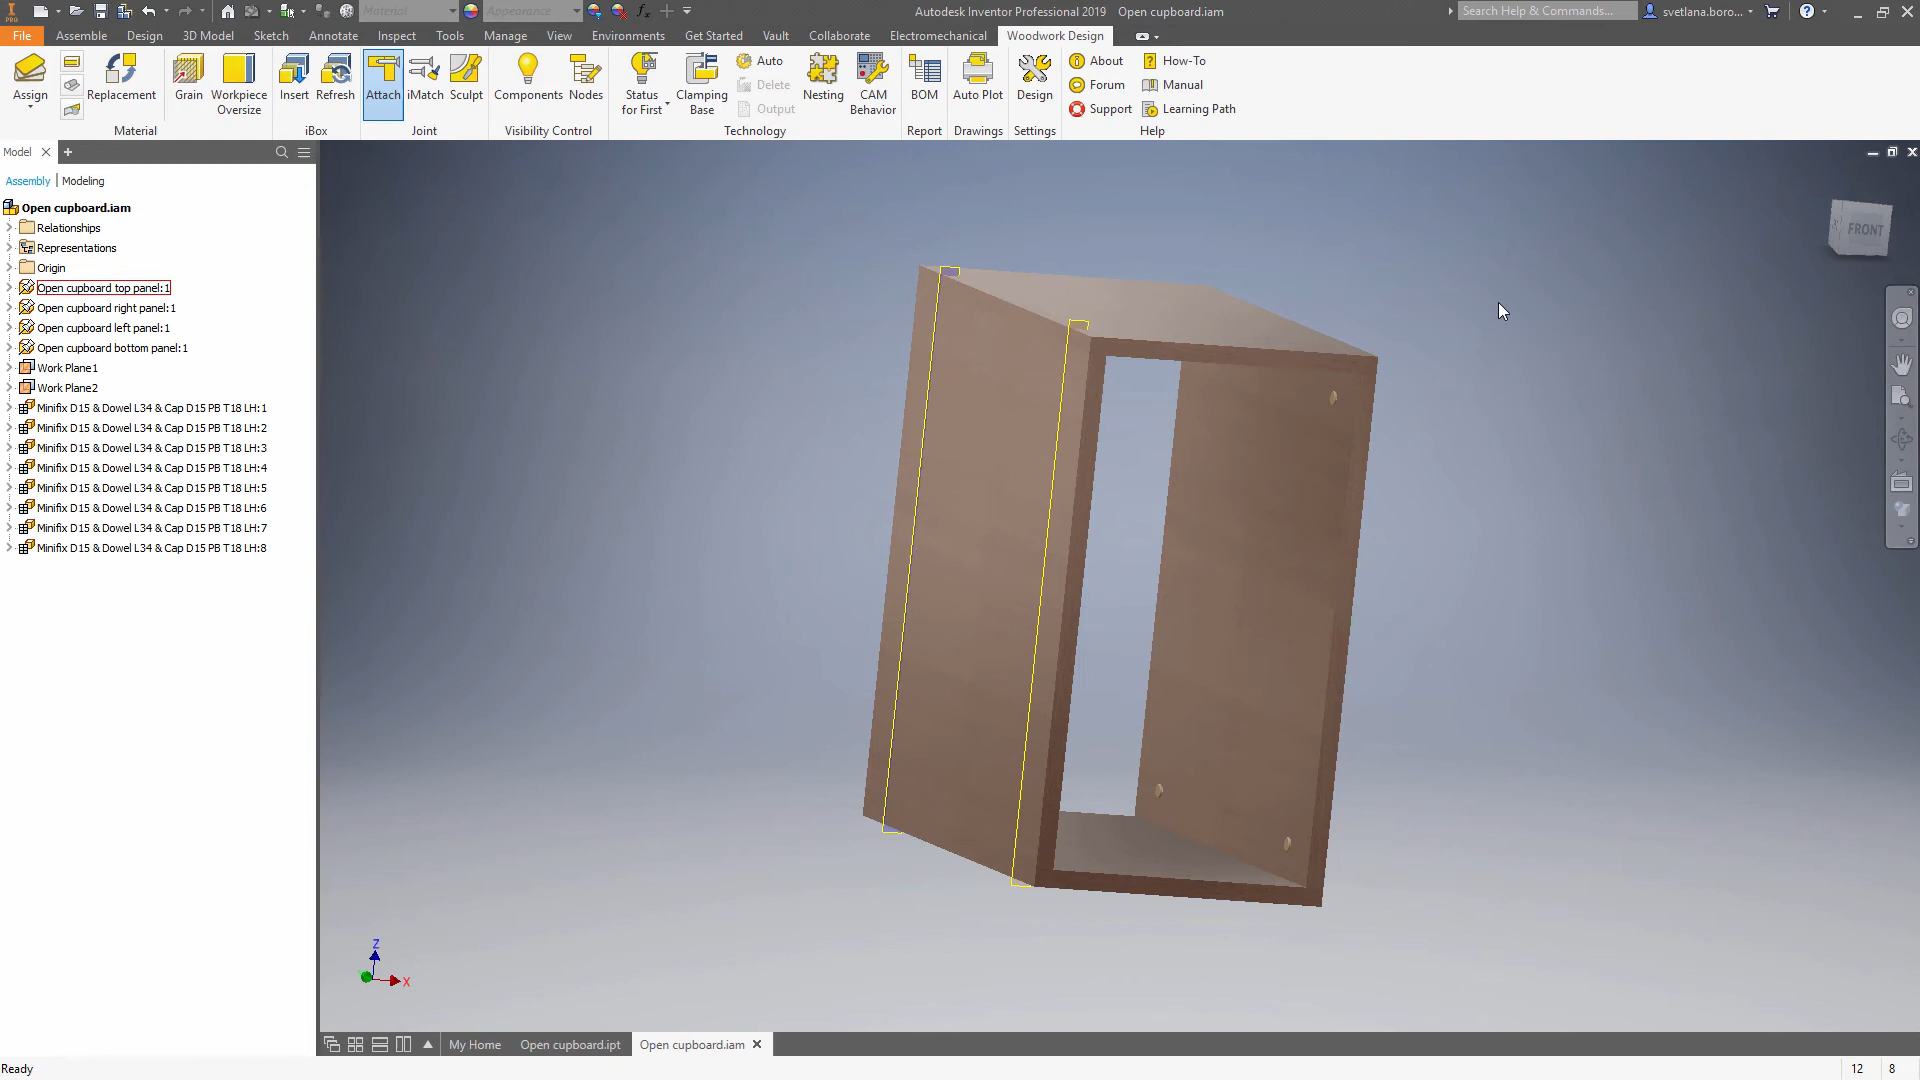 Material
Appearance
Autodesk Inventor Professional 2019 Open cupboard.iam
Search Help & Commands...
svetlana.boro...
PRO
File Assemble Design 3D Model Sketch Annotate Inspect Tools Manage View Environments Get Started Vault Collaborate Electromechanical Woodwork Design
Assign
Replacement
Grain
Workpiece
Oversize
Insert
Refresh
Attach
iMatch
Sculpt
Components
Nodes
Status
for First
Clamping
Base
Auto
Delete
Output
Nesting
CAM
Behavior
BOM
Auto Plot
Design
About
Forum
Support
How-To
Manual
Learning Path
Material iBox Joint Visibility Control Technology Report Drawings Settings Help
Model
Assembly Modeling
Open cupboard.iam
Relationships
Representations
Origin
Open cupboard top panel:1
Open cupboard right panel:1
Open cupboard left panel:1
Open cupboard bottom panel:1
Work Plane1
Work Plane2
Minifix D15 & Dowel L34 & Cap D15 PB T18 LH:1
Minifix D15 & Dowel L34 & Cap D15 PB T18 LH:2
Minifix D15 & Dowel L34 & Cap D15 PB T18 LH:3
Minifix D15 & Dowel L34 & Cap D15 PB T18 LH:4
Minifix D15 & Dowel L34 & Cap D15 PB T18 LH:5
Minifix D15 & Dowel L34 & Cap D15 PB T18 LH:6
Minifix D15 & Dowel L34 & Cap D15 PB T18 LH:7
Minifix D15 & Dowel L34 & Cap D15 PB T18 LH:8
FRONT
Z
X
My Home Open cupboard.ipt Open cupboard.iam
Ready
12 8